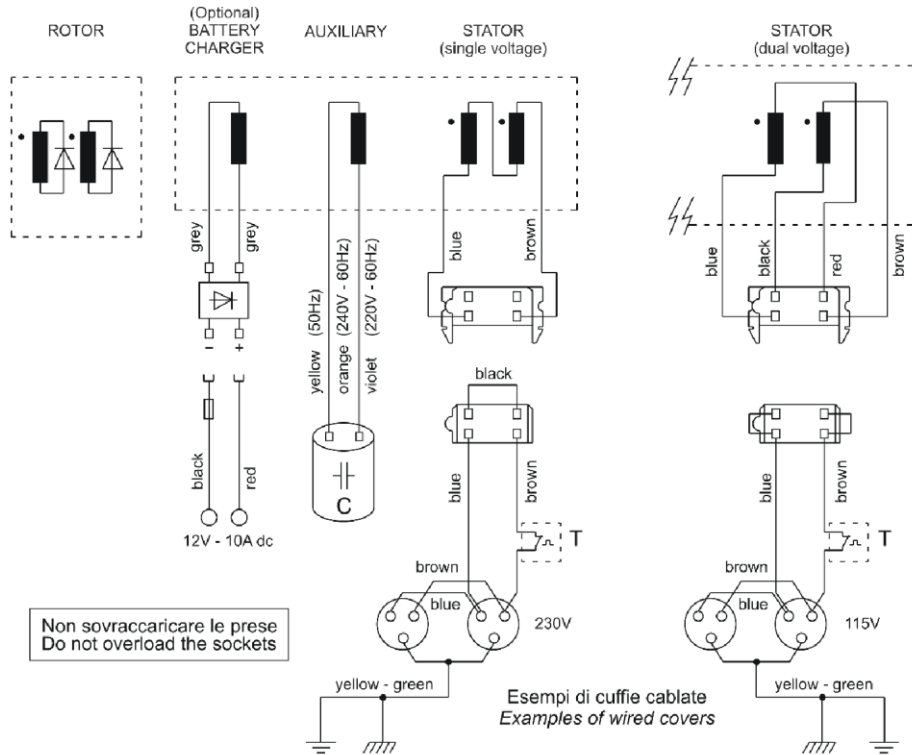 ROTOR
(Optional)
BATTERY
CHARGER
AUXILIARY
STATOR
(single voltage)
STATOR
(dual voltage)
grey
grey
yellow (50Hz)
orange (240V - 60Hz)
violet (220V - 60Hz)
blue
brown
blue
black
red
brown
- +
black
red
12V - 10A dc
C
black
blue
brown
T
brown
blue
230V
yellow - green
blue
brown
T
brown
blue
115V
yellow - green
Non sovraccaricare le prese
Do not overload the sockets
Esempi di cuffie cablate
Examples of wired covers